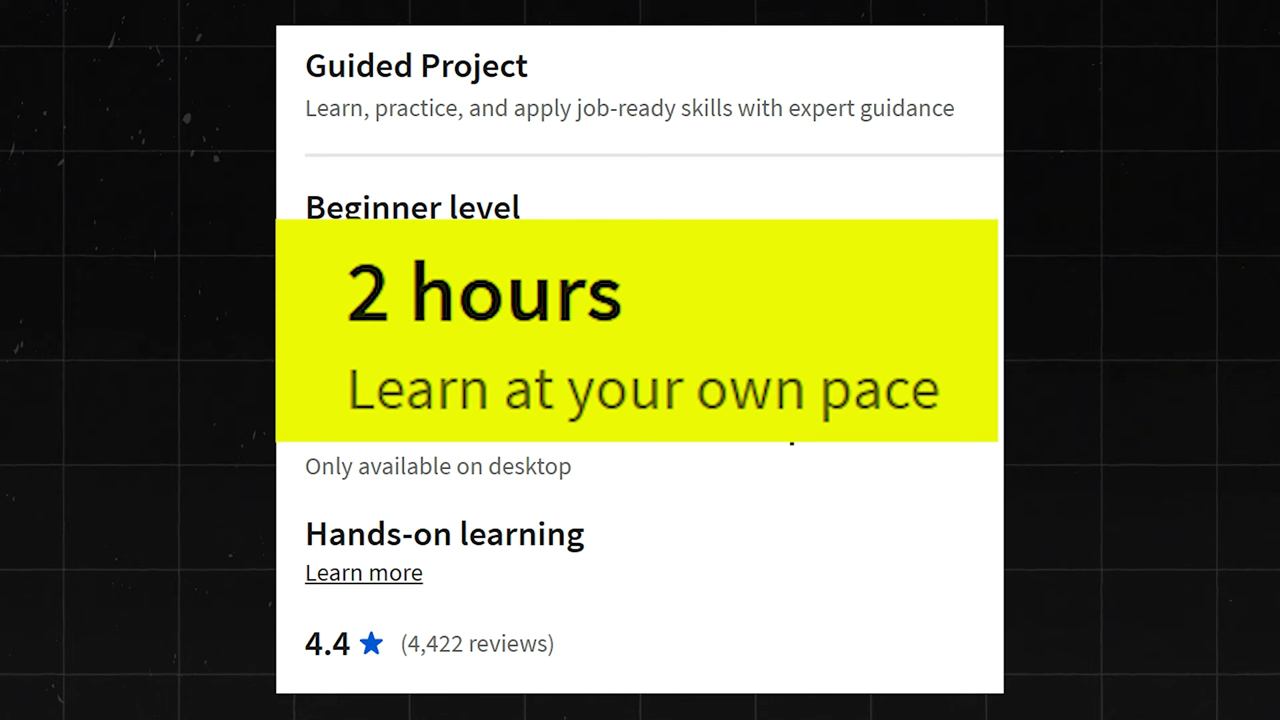 Guided Project
Learn, practice, and apply job-ready skills with expert guidance
Beginner level
2 hours
Learn at your own pace
Only available on desktop
Hands-on learning
Learn more
4.4 ★ (4,422 reviews)